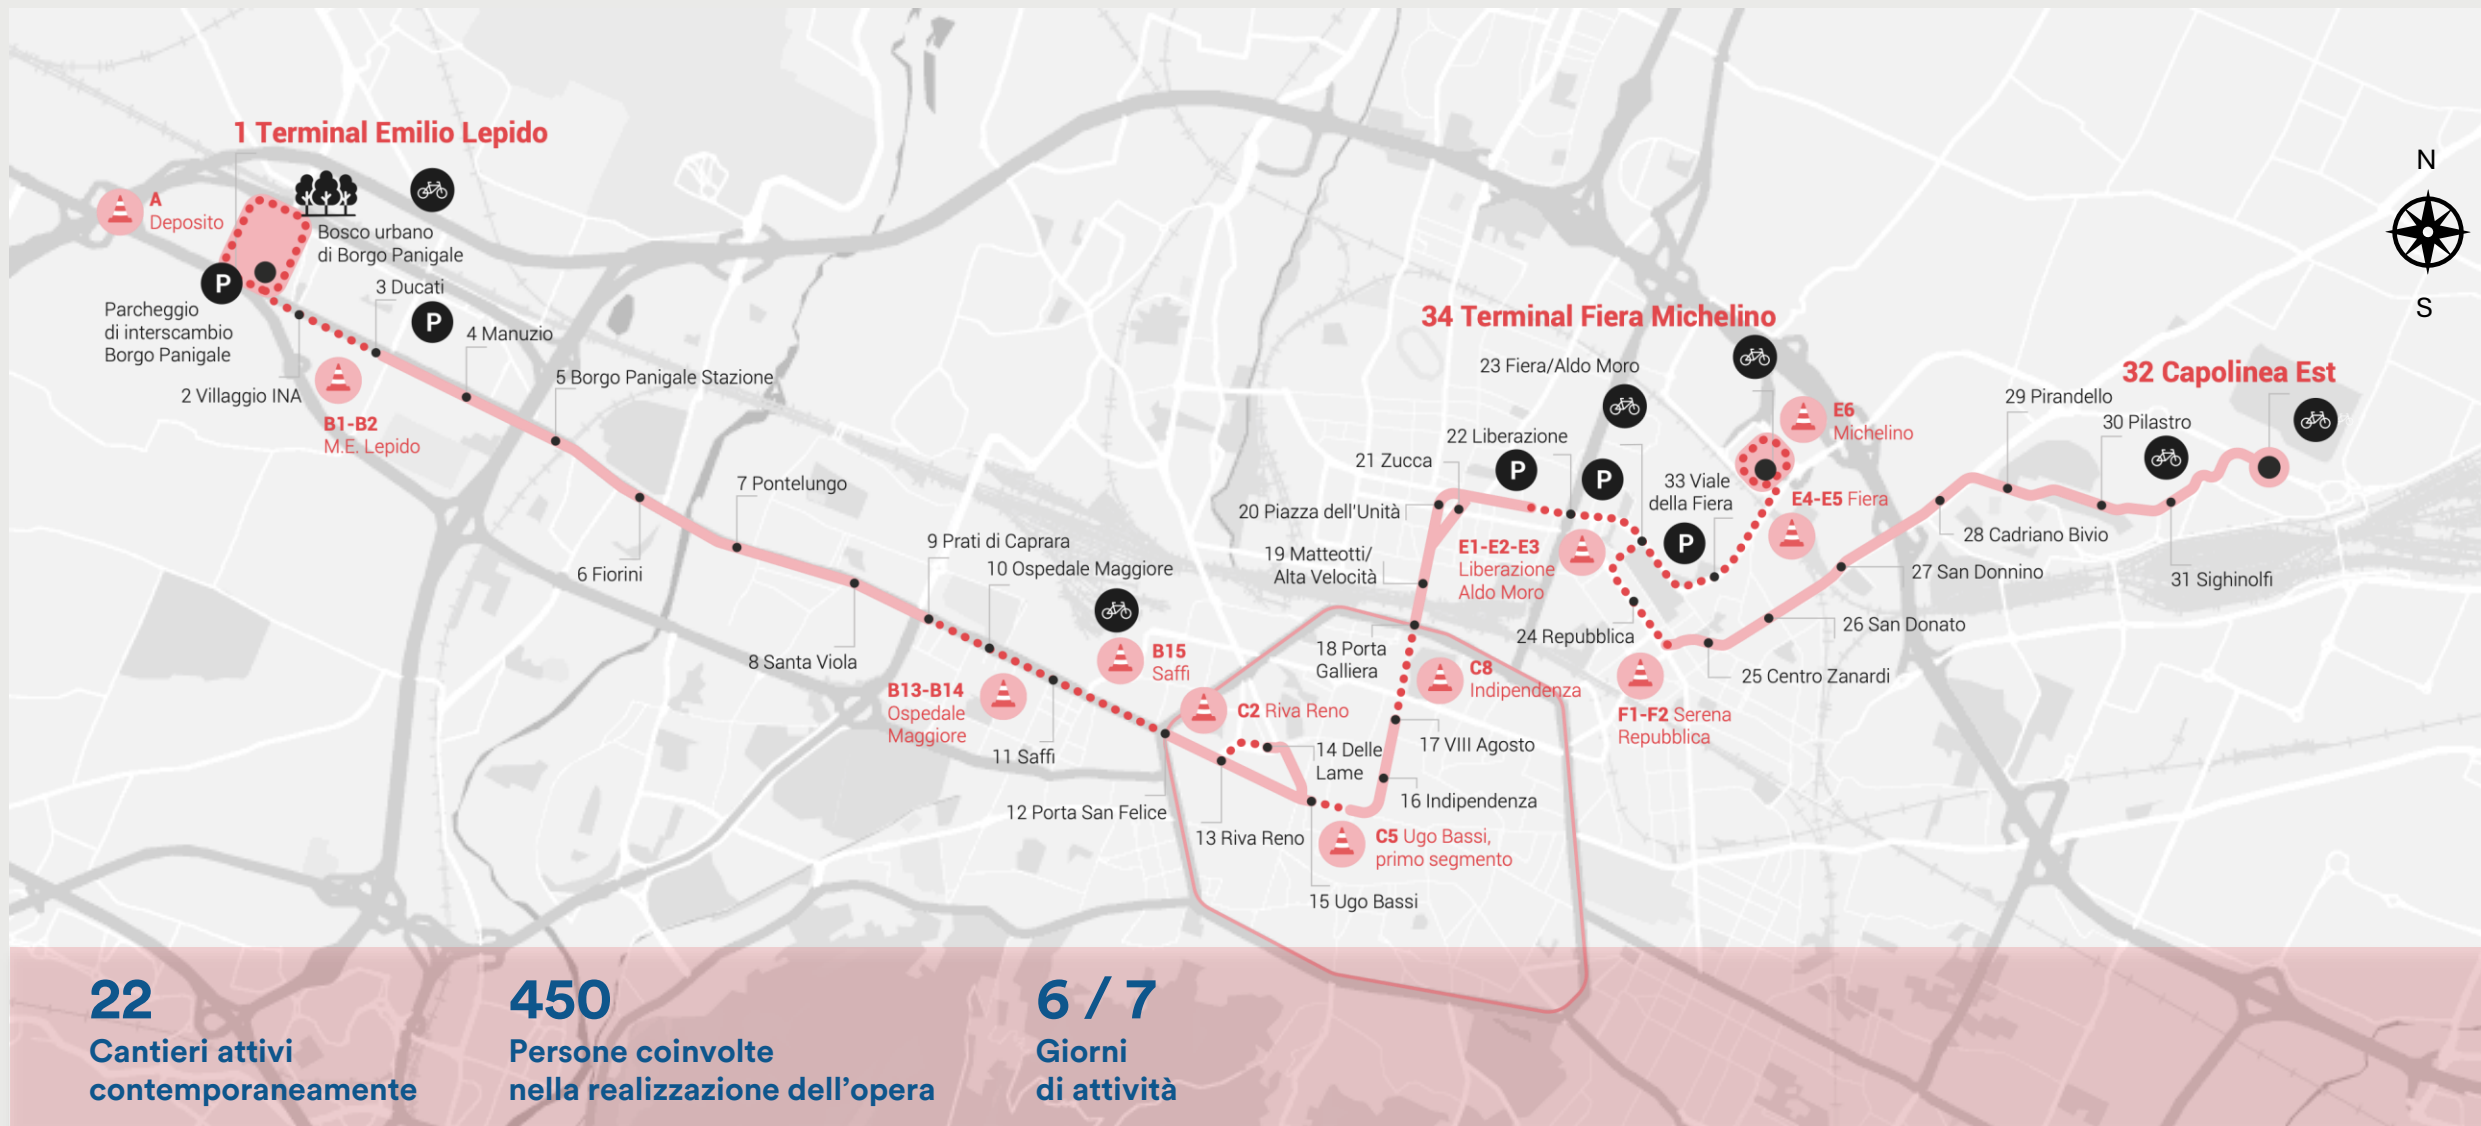 1 Terminal Emilio Lepido
A
Deposito
Bosco urbano
di Borgo Panigale
P
Parcheggio
di interscambio
Borgo Panigale
2 Villaggio INA
3 Ducati
P
B1-B2
M.E. Lepido
4 Manuzio
5 Borgo Panigale Stazione
6 Fiorini
7 Pontelungo
8 Santa Viola
9 Prati di Caprara
10 Ospedale Maggiore
B13-B14
Ospedale
Maggiore
11 Saffi
B15
Saffi
12 Porta San Felice
C2 Riva Reno
13 Riva Reno
14 Delle
Lame
15 Ugo Bassi
C5 Ugo Bassi,
primo segmento
16 Indipendenza
17 VIII Agosto
C8
Indipendenza
18 Porta
Galliera
19 Matteotti/
Alta Velocità
20 Piazza dell'Unità
21 Zucca
22 Liberazione
P
P
23 Fiera/Aldo Moro
34 Terminal Fiera Michelino
E1-E2-E3
Liberazione
Aldo Moro
33 Viale
della Fiera
P
E6
Michelino
E4-E5 Fiera
24 Repubblica
F1-F2 Serena
Repubblica
25 Centro Zanardi
26 San Donato
27 San Donnino
28 Cadriano Bivio
29 Pirandello
30 Pilastro
31 Sighinolfi
32 Capolinea Est
N
S
22
Cantieri attivi
contemporaneamente
450
Persone coinvolte
nella realizzazione dell’opera
6 / 7
Giorni
di attività